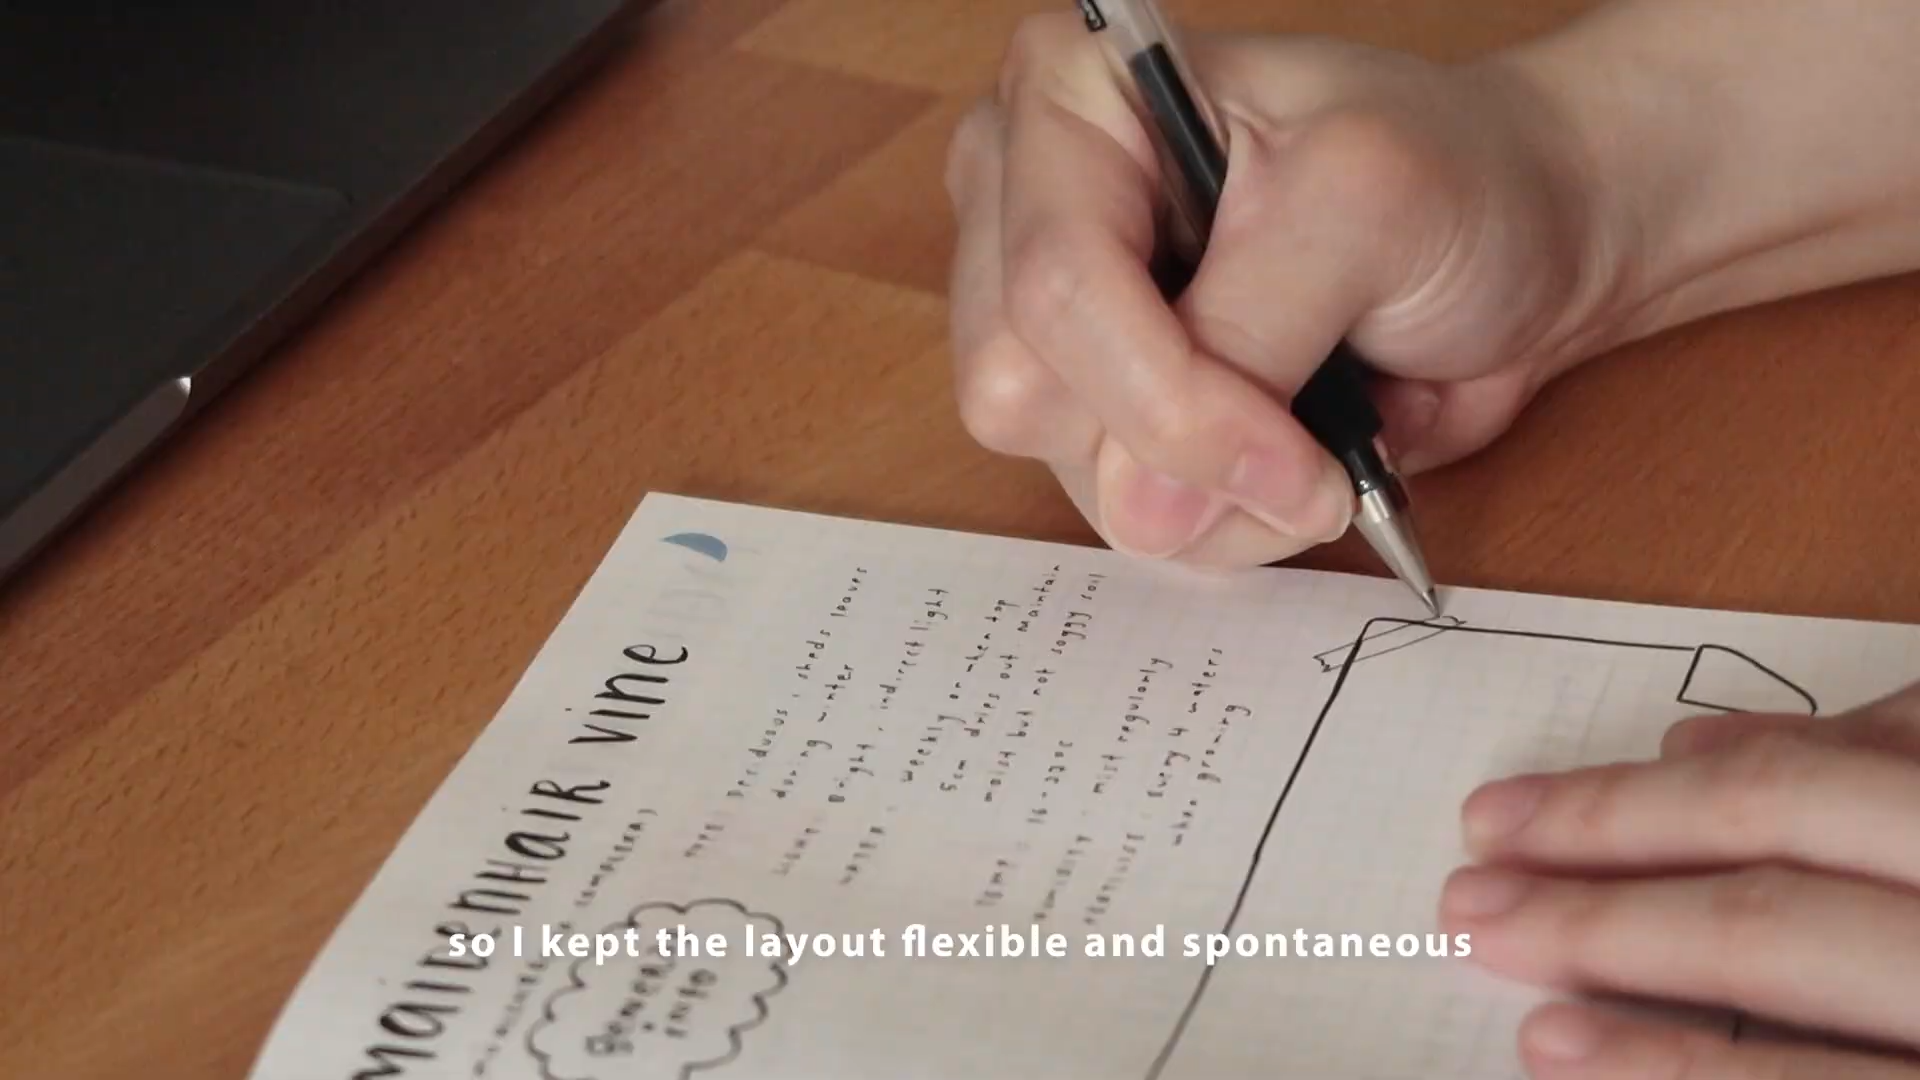 maidenHair vine
complexa)
General
info
Type: Deciduous, sheds leaves
during winter
Light: Bright, indirect light
Water: weekly or when top
5cm dries out. maintain
moist but not soggy soil
Temp: 16-22°C
Humidity: mist regularly
Fertilise: Every 4 waters
when growing
so I kept the layout flexible and spontaneous